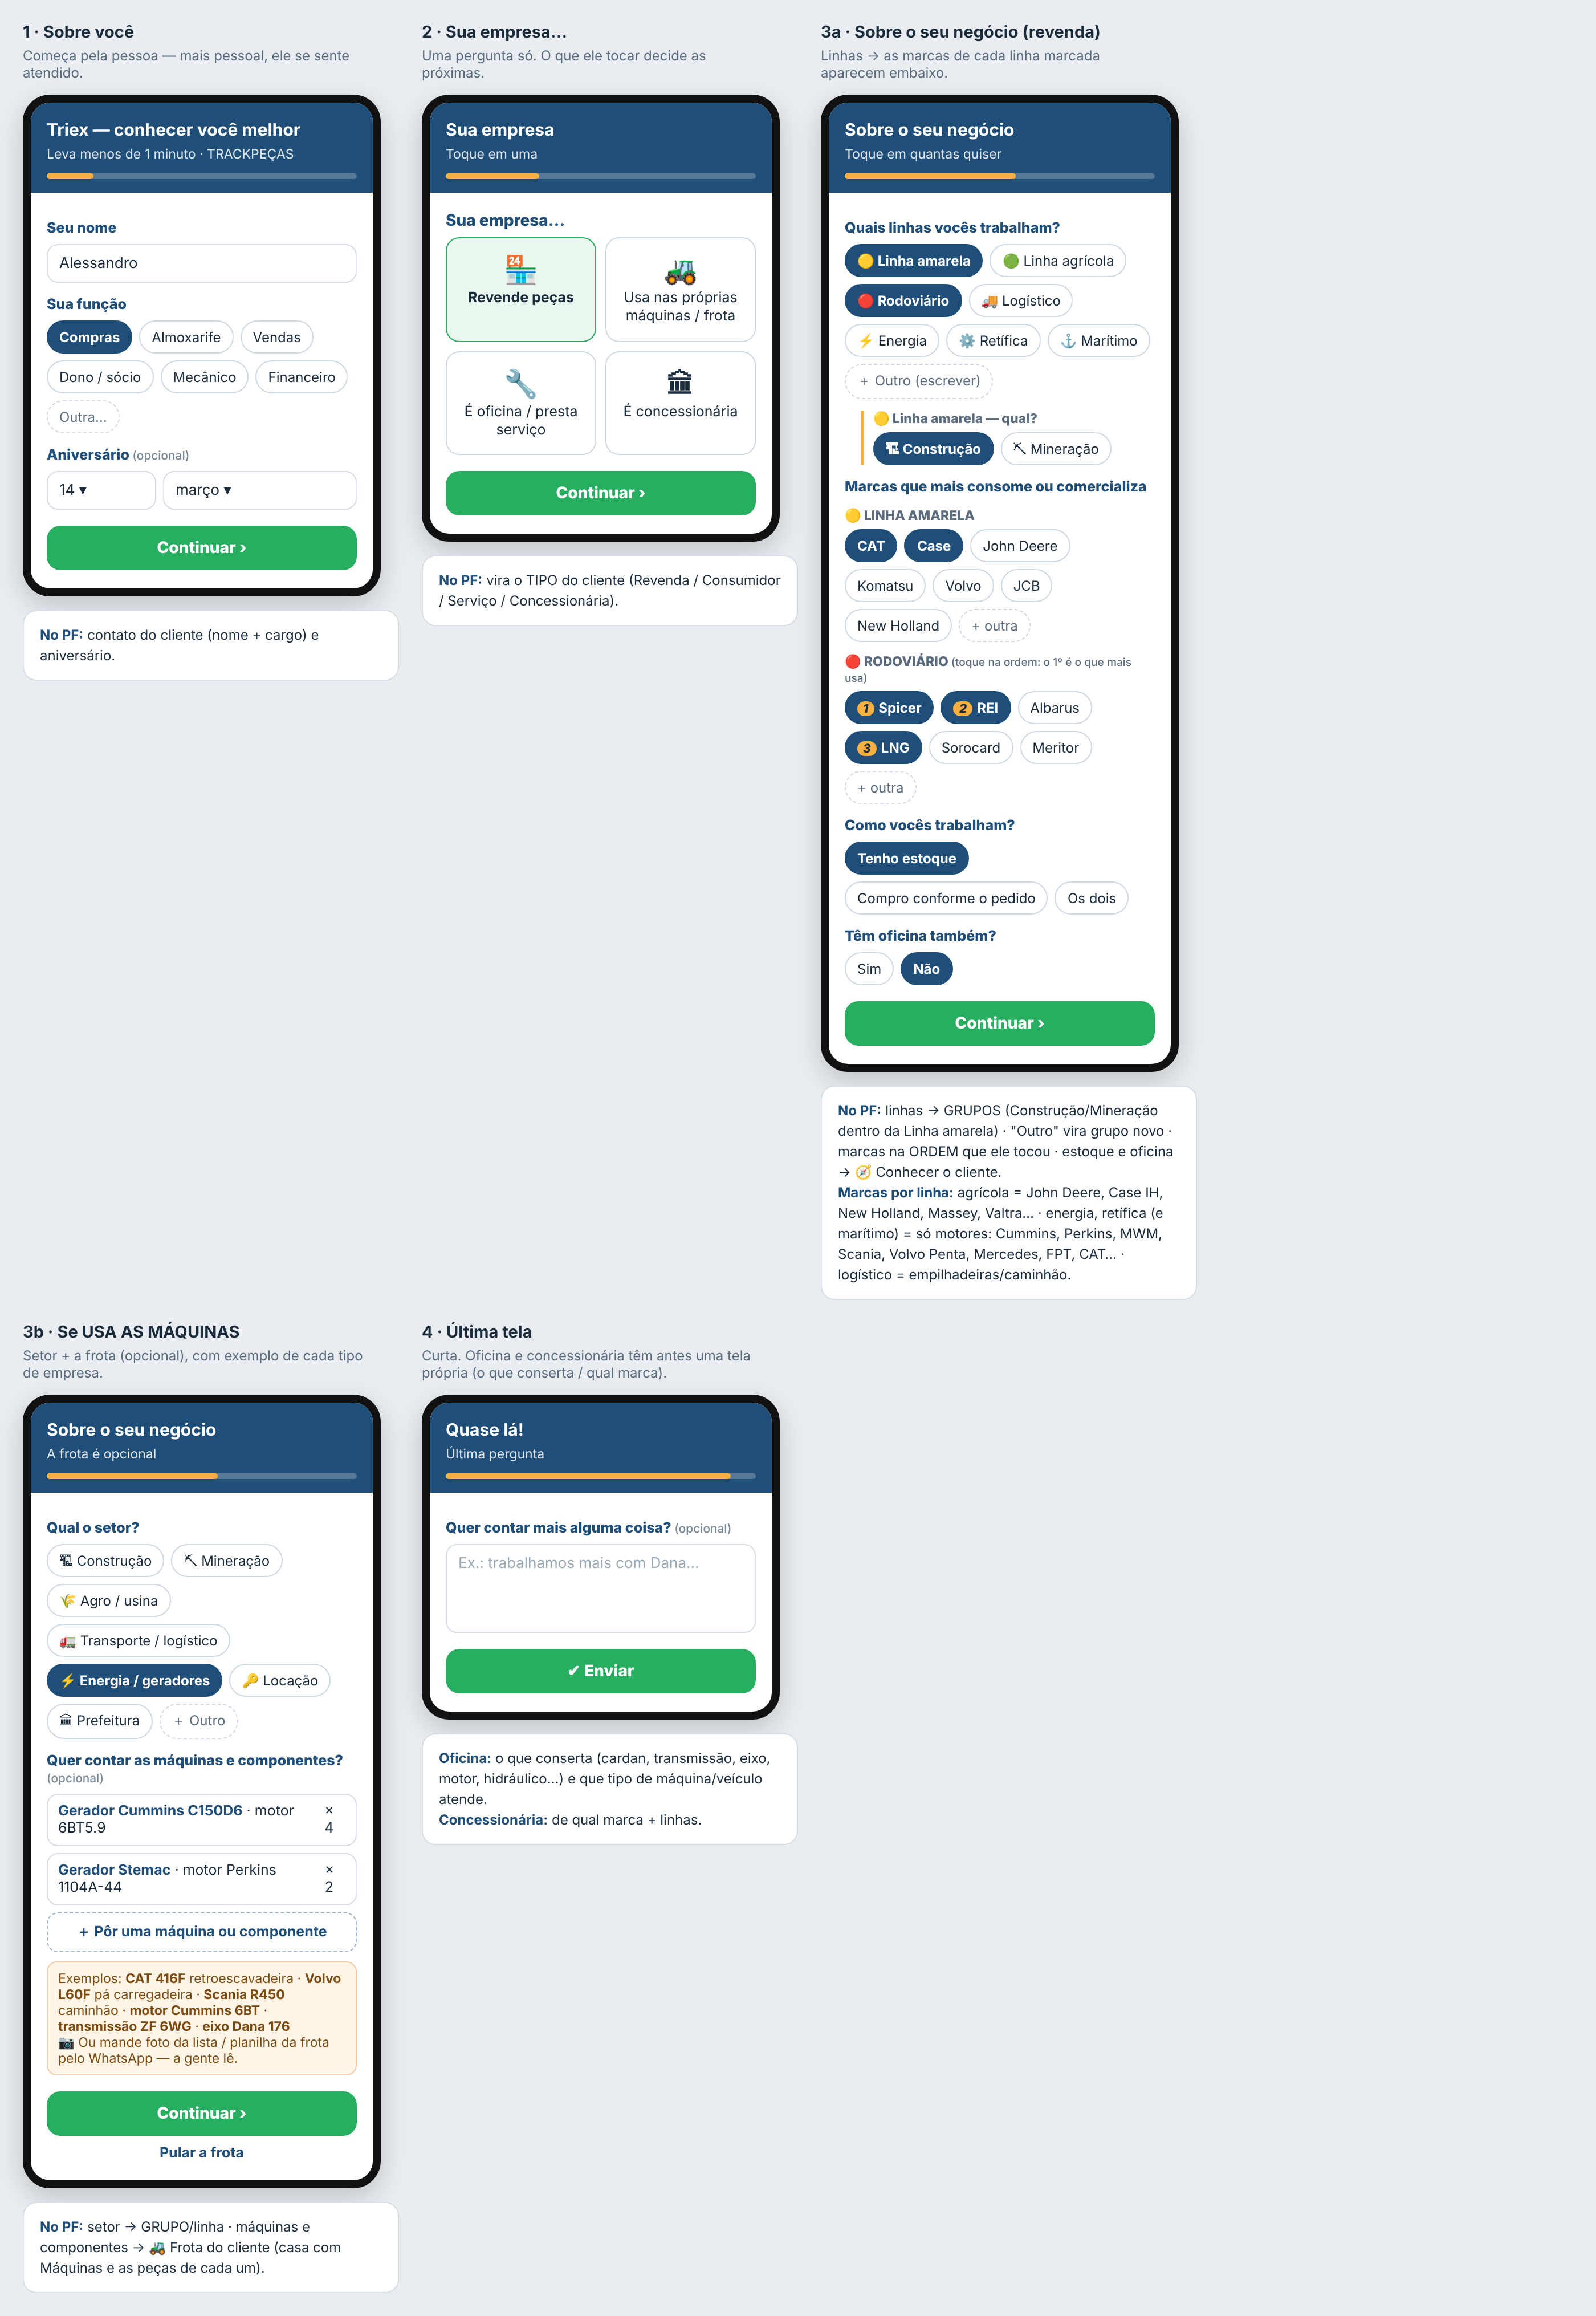 1 · Sobre você
Começa pela pessoa — mais pessoal, ele se sente
atendido.
Triex — conhecer você melhor
Leva menos de 1 minuto · TRACKPEÇAS
Seu nome
Alessandro
Sua função
Compras
Almoxarife
Vendas
Dono / sócio
Mecânico
Financeiro
Outra...
Aniversário (opcional)
14 ▾
março ▾
Continuar ›
No PF: contato do cliente (nome + cargo) e
aniversário.
2 · Sua empresa...
Uma pergunta só. O que ele tocar decide as
próximas.
Sua empresa
Toque em uma
Sua empresa...
24
Revende peças
Usa nas próprias
máquinas / frota
É oficina / presta
serviço
É concessionária
Continuar ›
No PF: vira o TIPO do cliente (Revenda / Consumidor
/ Serviço / Concessionária).
3a · Sobre o seu negócio (revenda)
Linhas → as marcas de cada linha marcada
aparecem embaixo.
Sobre o seu negócio
Toque em quantas quiser
Quais linhas vocês trabalham?
🟡 Linha amarela
🟢 Linha agrícola
🔴 Rodoviário
🚚 Logístico
⚡ Energia
⚙️ Retífica
⚓ Marítimo
+ Outro (escrever)
🟡 Linha amarela — qual?
🏗 Construção
⛏ Mineração
Marcas que mais consome ou comercializa
🟡 LINHA AMARELA
CAT
Case
John Deere
Komatsu
Volvo
JCB
New Holland
+ outra
🔴 RODOVIÁRIO (toque na ordem: o 1º é o que mais
usa)
1 Spicer
2 REI
Albarus
3 LNG
Sorocard
Meritor
+ outra
Como vocês trabalham?
Tenho estoque
Compro conforme o pedido
Os dois
Têm oficina também?
Sim
Não
Continuar ›
No PF: linhas → GRUPOS (Construção/Mineração
dentro da Linha amarela) · "Outro" vira grupo novo ·
marcas na ORDEM que ele tocou · estoque e oficina
→ 🧭 Conhecer o cliente.
Marcas por linha: agrícola = John Deere, Case IH,
New Holland, Massey, Valtra... · energia, retífica (e
marítimo) = só motores: Cummins, Perkins, MWM,
Scania, Volvo Penta, Mercedes, FPT, CAT... ·
logístico = empilhadeiras/caminhão.
3b · Se USA AS MÁQUINAS
Setor + a frota (opcional), com exemplo de cada tipo
de empresa.
Sobre o seu negócio
A frota é opcional
Qual o setor?
🏗 Construção
⛏ Mineração
🌾 Agro / usina
🚛 Transporte / logístico
⚡ Energia / geradores
🔑 Locação
🏛 Prefeitura
+ Outro
Quer contar as máquinas e componentes?
(opcional)
Gerador Cummins C150D6 · motor
6BT5.9
×
4
Gerador Stemac · motor Perkins
1104A-44
×
2
+ Pôr uma máquina ou componente
Exemplos: CAT 416F retroescavadeira · Volvo
L60F pá carregadeira · Scania R450
caminhão · motor Cummins 6BT ·
transmissão ZF 6WG · eixo Dana 176
📷 Ou mande foto da lista / planilha da frota
pelo WhatsApp — a gente lê.
Continuar ›
Pular a frota
No PF: setor → GRUPO/linha · máquinas e
componentes → 🚜 Frota do cliente (casa com
Máquinas e as peças de cada um).
4 · Última tela
Curta. Oficina e concessionária têm antes uma tela
própria (o que conserta / qual marca).
Quase lá!
Última pergunta
Quer contar mais alguma coisa? (opcional)
Ex.: trabalhamos mais com Dana...
✔ Enviar
Oficina: o que conserta (cardan, transmissão, eixo,
motor, hidráulico...) e que tipo de máquina/veículo
atende.
Concessionária: de qual marca + linhas.